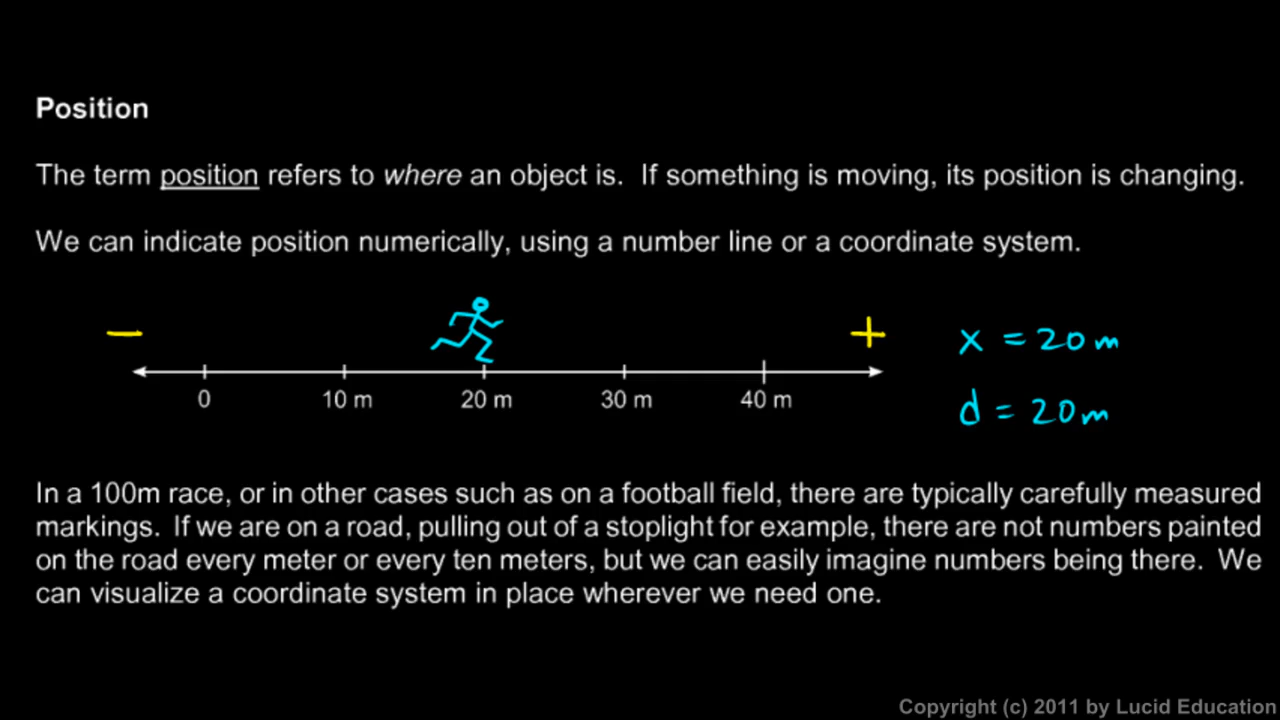 Position
The term position refers to where an object is.  If something is moving, its position is changing.
We can indicate position numerically, using a number line or a coordinate system.
− +
x = 20 m
0 10 m 20 m 30 m 40 m
d = 20 m
In a 100m race, or in other cases such as on a football field, there are typically carefully measured
markings.  If we are on a road, pulling out of a stoplight for example, there are not numbers painted
on the road every meter or every ten meters, but we can easily imagine numbers being there.  We
can visualize a coordinate system in place wherever we need one.
Copyright (c) 2011 by Lucid Education